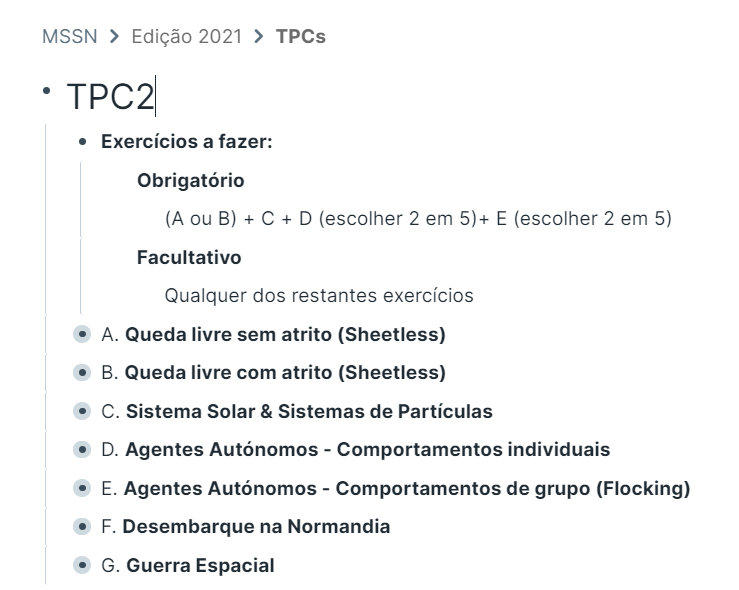 MSSN > Edição 2021 > TPCs
TPC2
Exercícios a fazer:
Obrigatório
(A ou B) + C + D (escolher 2 em 5)+ E (escolher 2 em 5)
Facultativo
Qualquer dos restantes exercícios
A. Queda livre sem atrito (Sheetless)
B. Queda livre com atrito (Sheetless)
C. Sistema Solar & Sistemas de Partículas
D. Agentes Autónomos - Comportamentos individuais
E. Agentes Autónomos - Comportamentos de grupo (Flocking)
F. Desembarque na Normandia
G. Guerra Espacial